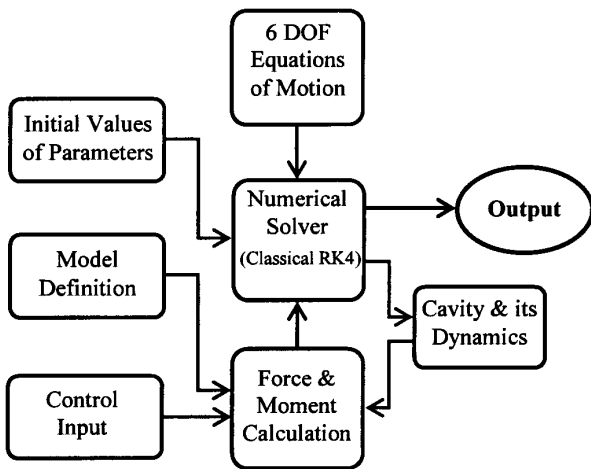 6 DOF
Equations
of Motion
Initial Values
of Parameters
Numerical
Solver
(Classical RK4)
Output
Model
Definition
Cavity & its
Dynamics
Force &
Moment
Calculation
Control
Input